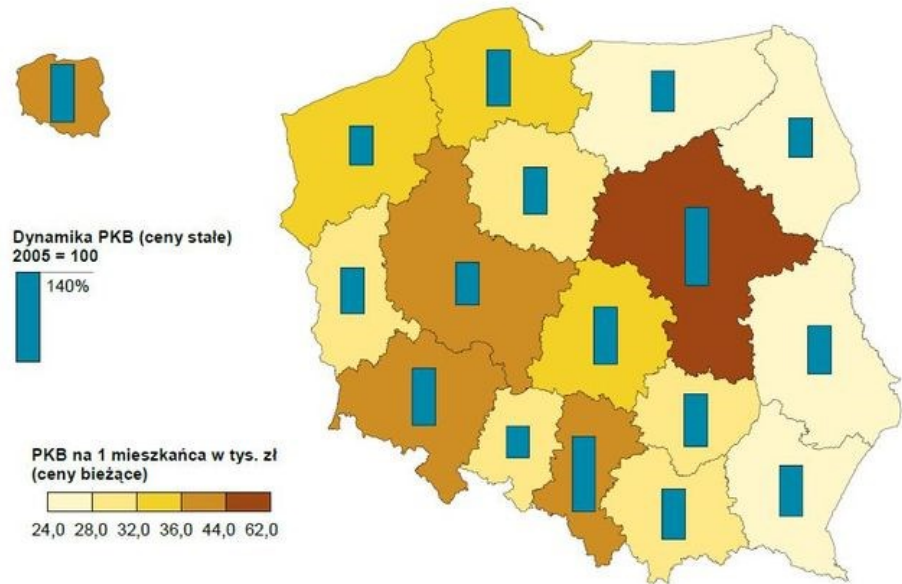 Dynamika PKB (ceny stałe)
2005 = 100
140%
PKB na 1 mieszkańca w tys. zł
(ceny bieżące)
24,0 28,0 32,0 36,0 44,0 62,0